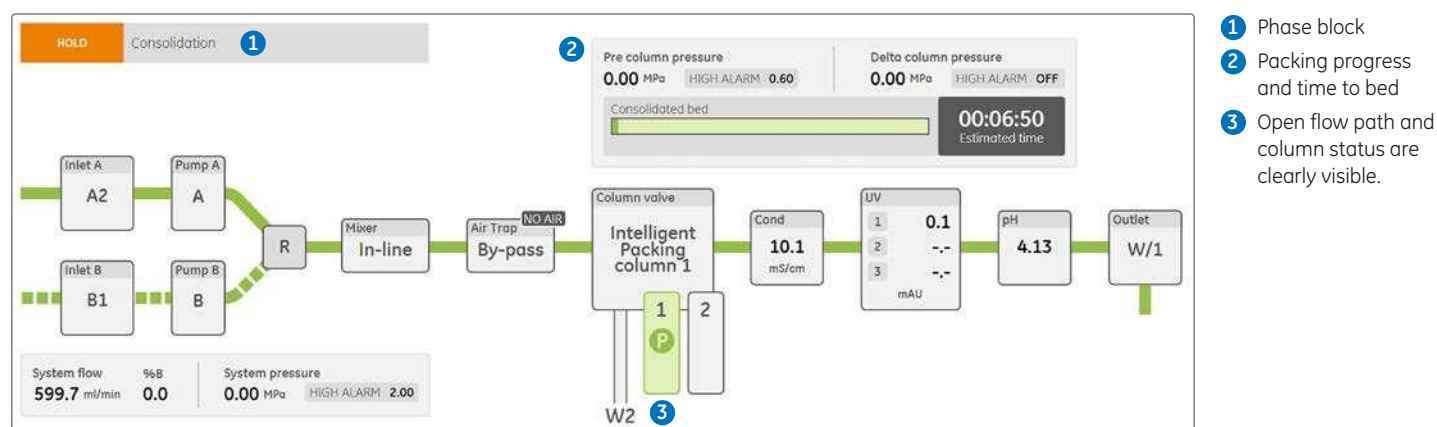 HOLD Consolidation 1
2
Pre column pressure
0.00 MPa HIGH ALARM 0.60
Delta column pressure
0.00 MPa HIGH ALARM OFF
Consolidated bed
00:06:50
Estimated time
Inlet A
A2
Pump A
A
Inlet B
B1
Pump B
B
R
Mixer
In-line
Air Trap
NO AIR
By-pass
Column valve
Intelligent
Packing
column 1
1
P
2
W2
3
Cond
10.1
mS/cm
UV
1 0.1
2 -.-
3 -.-
mAU
pH
4.13
Outlet
W/1
System flow
599.7 ml/min
%B
0.0
System pressure
0.00 MPa HIGH ALARM 2.00
1 Phase block
2 Packing progress
and time to bed
3 Open flow path and
column status are
clearly visible.